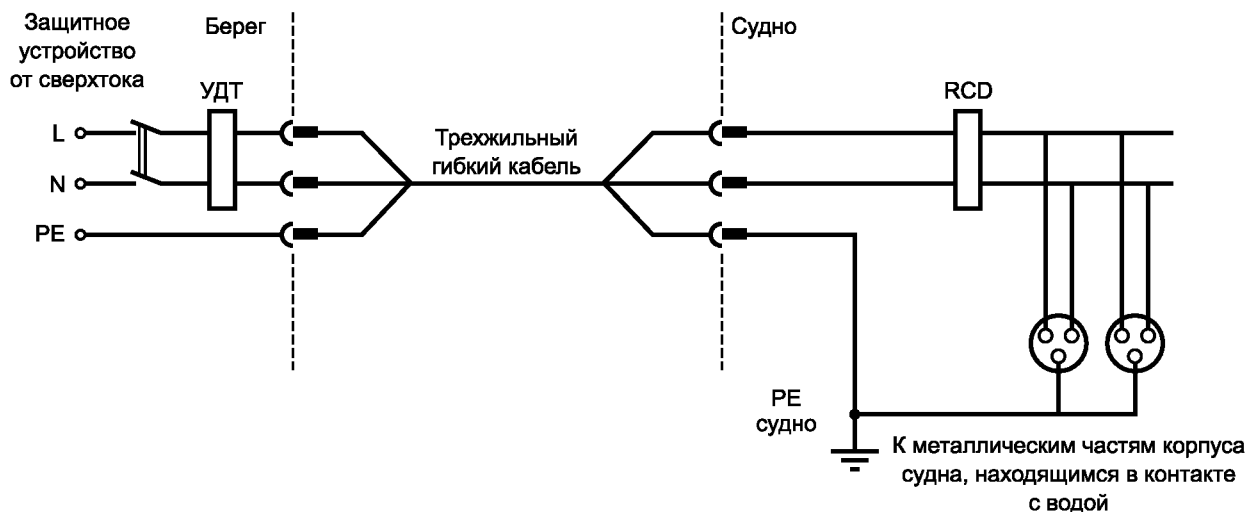 Защитное
устройство
от сверхтока
Берег
Судно
УДТ
RCD
L
Трехжильный
гибкий кабель
N
PE
PE
судно
К металлическим частям корпуса
судна, находящимся в контакте
с водой